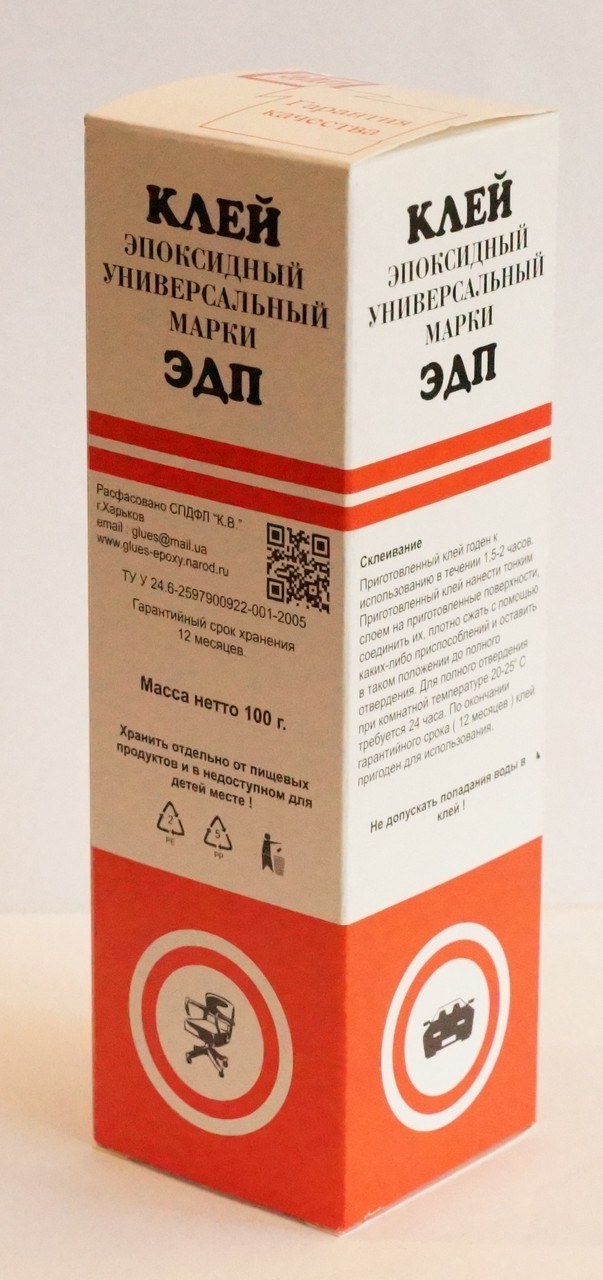 Гарантия
качества
КЛЕЙ
ЭПОКСИДНЫЙ
УНИВЕРСАЛЬНЫЙ
МАРКИ
ЭДП
Расфасовано СПДФЛ "К.В "
г.Харьков
email : glues@mail.ua
www.glues-epoxy.narod.ru
ТУ У 24.6-2597900922-001-2005
Гарантийный срок хранения
12 месяцев.
Масса нетто 100 г.
Хранить отдельно от пищевых
продуктов и в недоступном для
детей месте !
2
PE
5
PP
КЛЕЙ
ЭПОКСИДНЫЙ
УНИВЕРСАЛЬНЫЙ
МАРКИ
ЭДП
Склеивание
Приготовленный клей годен к
использованию в течении 1,5-2 часов.
Приготовленный клей нанести тонким
слоем на приготовленные поверхности,
соединить их, плотно сжать с помощью
каких-либо приспособлений и оставить
в таком положении до полного
отвердения. Для полного отвердения
при комнатной температуре 20-25° С
требуется 24 часа. По окончании
гарантийного срока ( 12 месяцев ) клей
пригоден для использования.
Не допускать попадания воды в
клей !